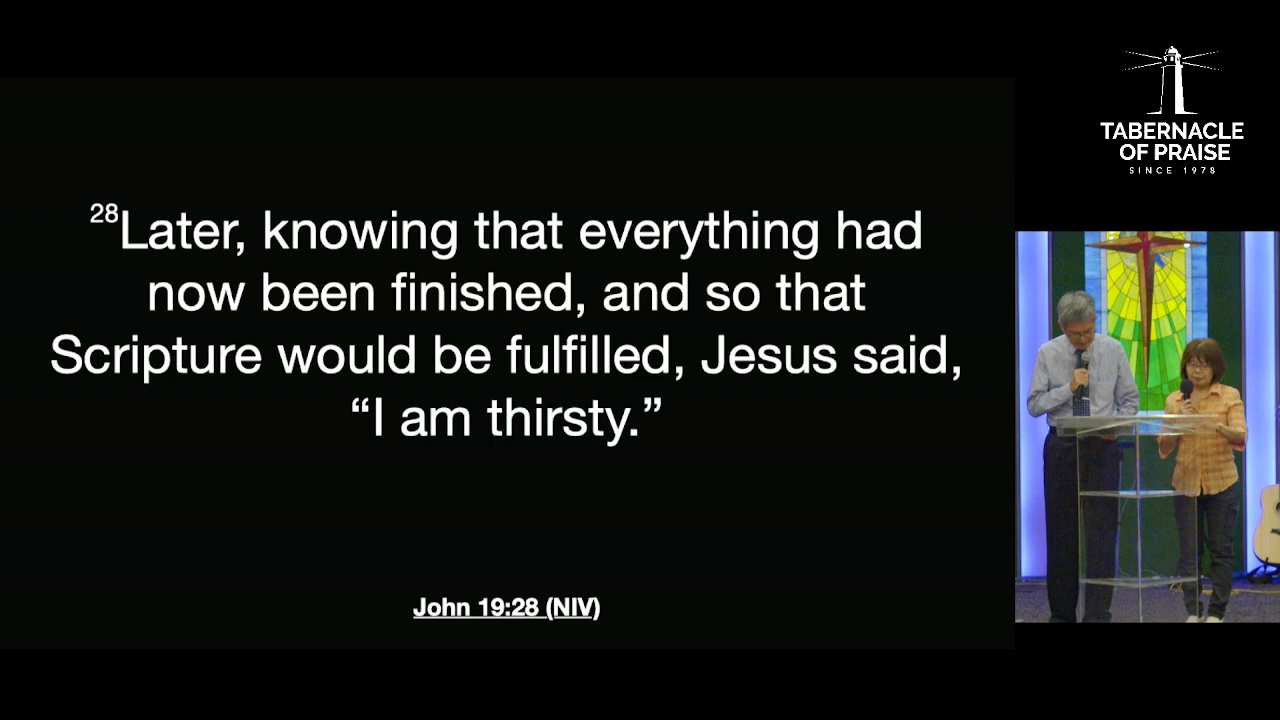 28Later, knowing that everything had
now been finished, and so that
Scripture would be fulfilled, Jesus said,
“I am thirsty.”
John 19:28 (NIV)
TABERNACLE
OF PRAISE
SINCE 1978